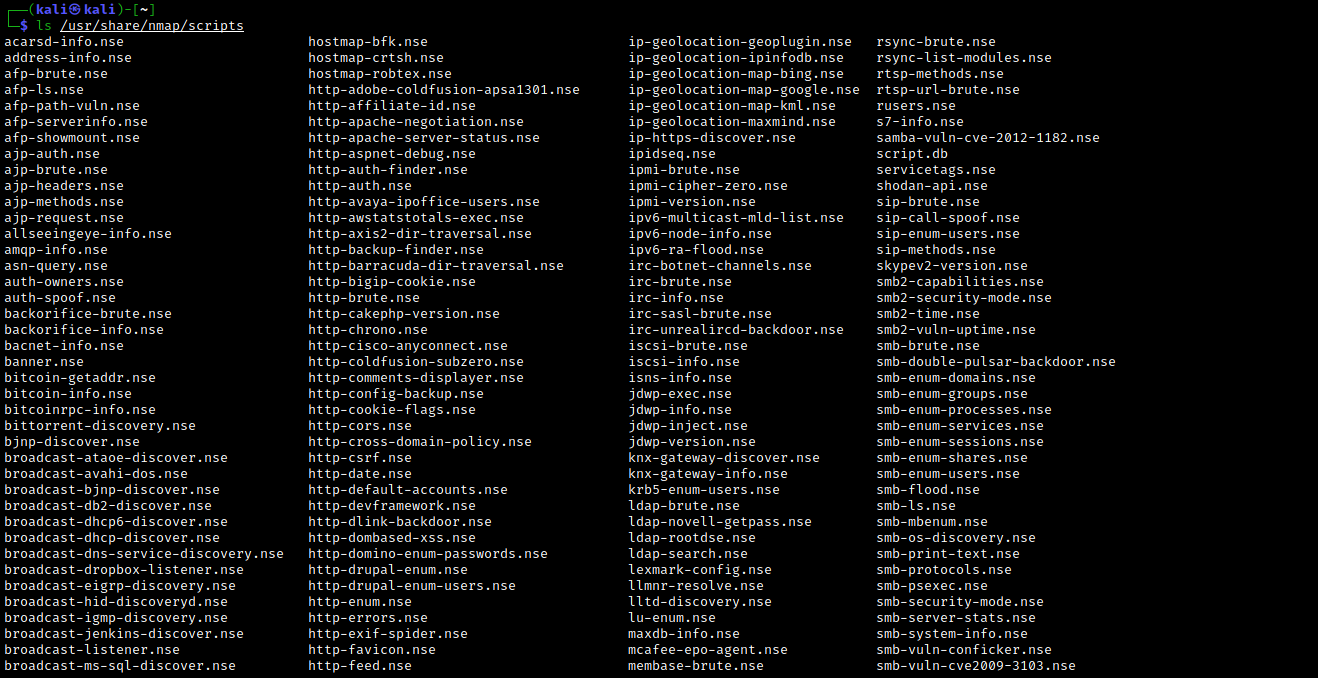 ┌──(kali㉿kali)-[~]
└─$ ls /usr/share/nmap/scripts
acarsd-info.nse hostmap-bfk.nse ip-geolocation-geoplugin.nse rsync-brute.nse
address-info.nse hostmap-crtsh.nse ip-geolocation-ipinfodb.nse rsync-list-modules.nse
afp-brute.nse hostmap-robtex.nse ip-geolocation-map-bing.nse rtsp-methods.nse
afp-ls.nse http-adobe-coldfusion-apsa1301.nse ip-geolocation-map-google.nse rtsp-url-brute.nse
afp-path-vuln.nse http-affiliate-id.nse ip-geolocation-map-kml.nse rusers.nse
afp-serverinfo.nse http-apache-negotiation.nse ip-geolocation-maxmind.nse s7-info.nse
afp-showmount.nse http-apache-server-status.nse ip-https-discover.nse samba-vuln-cve-2012-1182.nse
ajp-auth.nse http-aspnet-debug.nse ipidseq.nse script.db
ajp-brute.nse http-auth-finder.nse ipmi-brute.nse servicetags.nse
ajp-headers.nse http-auth.nse ipmi-cipher-zero.nse shodan-api.nse
ajp-methods.nse http-avaya-ipoffice-users.nse ipmi-version.nse sip-brute.nse
ajp-request.nse http-awstatstotals-exec.nse ipv6-multicast-mld-list.nse sip-call-spoof.nse
allseeingeye-info.nse http-axis2-dir-traversal.nse ipv6-node-info.nse sip-enum-users.nse
amqp-info.nse http-backup-finder.nse ipv6-ra-flood.nse sip-methods.nse
asn-query.nse http-barracuda-dir-traversal.nse irc-botnet-channels.nse skypev2-version.nse
auth-owners.nse http-bigip-cookie.nse irc-brute.nse smb2-capabilities.nse
auth-spoof.nse http-brute.nse irc-info.nse smb2-security-mode.nse
backorifice-brute.nse http-cakephp-version.nse irc-sasl-brute.nse smb2-time.nse
backorifice-info.nse http-chrono.nse irc-unrealircd-backdoor.nse smb2-vuln-uptime.nse
bacnet-info.nse http-cisco-anyconnect.nse iscsi-brute.nse smb-brute.nse
banner.nse http-coldfusion-subzero.nse iscsi-info.nse smb-double-pulsar-backdoor.nse
bitcoin-getaddr.nse http-comments-displayer.nse isns-info.nse smb-enum-domains.nse
bitcoin-info.nse http-config-backup.nse jdwp-exec.nse smb-enum-groups.nse
bitcoinrpc-info.nse http-cookie-flags.nse jdwp-info.nse smb-enum-processes.nse
bittorrent-discovery.nse http-cors.nse jdwp-inject.nse smb-enum-services.nse
bjnp-discover.nse http-cross-domain-policy.nse jdwp-version.nse smb-enum-sessions.nse
broadcast-ataoe-discover.nse http-csrf.nse knx-gateway-discover.nse smb-enum-shares.nse
broadcast-avahi-dos.nse http-date.nse knx-gateway-info.nse smb-enum-users.nse
broadcast-bjnp-discover.nse http-default-accounts.nse krb5-enum-users.nse smb-flood.nse
broadcast-db2-discover.nse http-devframework.nse ldap-brute.nse smb-ls.nse
broadcast-dhcp6-discover.nse http-dlink-backdoor.nse ldap-novell-getpass.nse smb-mbenum.nse
broadcast-dhcp-discover.nse http-dombased-xss.nse ldap-rootdse.nse smb-os-discovery.nse
broadcast-dns-service-discovery.nse http-domino-enum-passwords.nse ldap-search.nse smb-print-text.nse
broadcast-dropbox-listener.nse http-drupal-enum.nse lexmark-config.nse smb-protocols.nse
broadcast-eigrp-discovery.nse http-drupal-enum-users.nse llmnr-resolve.nse smb-psexec.nse
broadcast-hid-discoveryd.nse http-enum.nse lltd-discovery.nse smb-security-mode.nse
broadcast-igmp-discovery.nse http-errors.nse lu-enum.nse smb-server-stats.nse
broadcast-jenkins-discover.nse http-exif-spider.nse maxdb-info.nse smb-system-info.nse
broadcast-listener.nse http-favicon.nse mcafee-epo-agent.nse smb-vuln-conficker.nse
broadcast-ms-sql-discover.nse http-feed.nse membase-brute.nse smb-vuln-cve2009-3103.nse